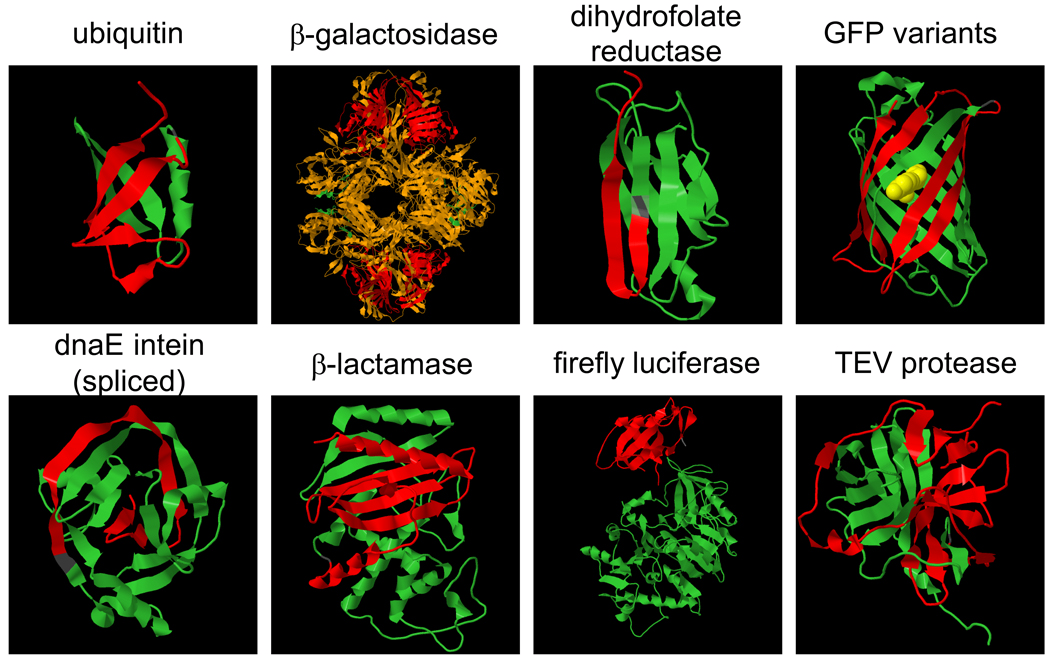 ubiquitin
β-galactosidase
dihydrofolate
reductase
GFP variants
dnaE intein
(spliced)
β-lactamase
firefly luciferase
TEV protease